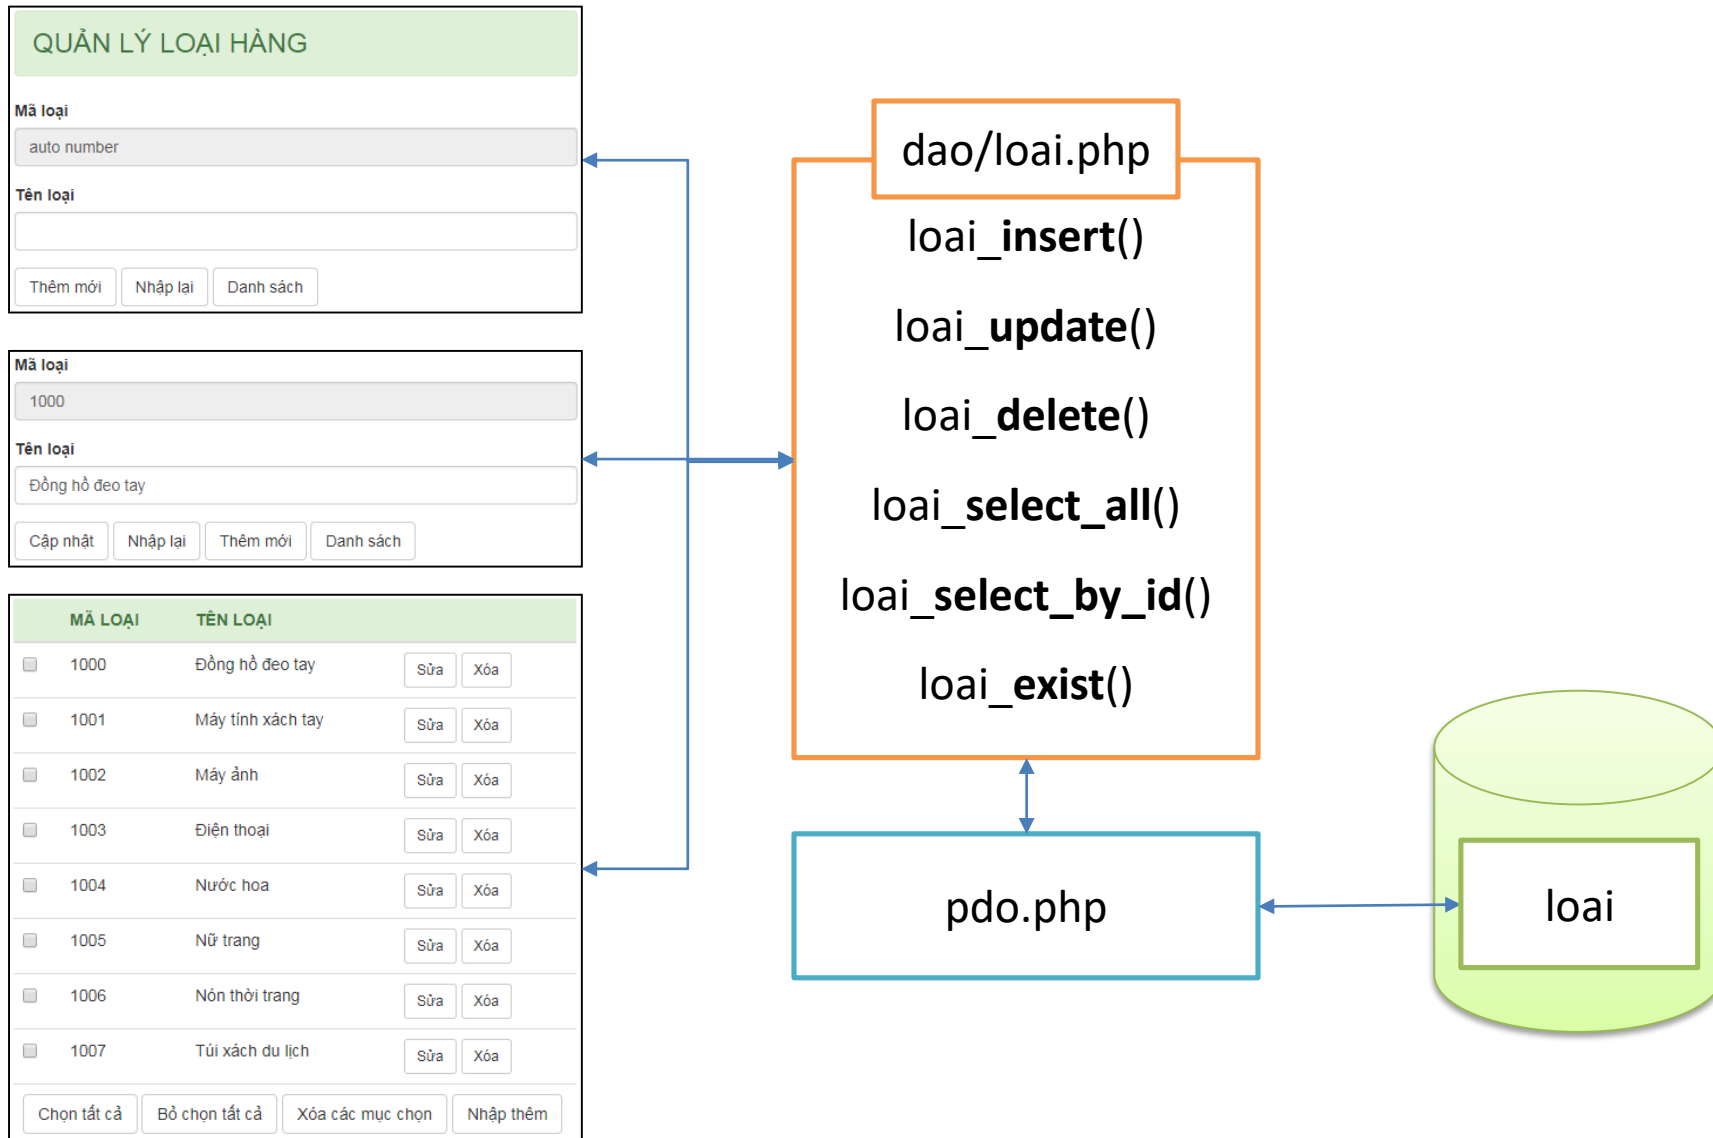 QUẢN LÝ LOẠI HÀNG
Mã loại
auto number
Tên loại
Thêm mới Nhập lại Danh sách
Mã loại
1000
Tên loại
Đồng hồ đeo tay
Cập nhật Nhập lại Thêm mới Danh sách
MÃ LOẠI TÊN LOẠI
1000 Đồng hồ đeo tay Sửa Xóa
1001 Máy tính xách tay Sửa Xóa
1002 Máy ảnh Sửa Xóa
1003 Điện thoại Sửa Xóa
1004 Nước hoa Sửa Xóa
1005 Nữ trang Sửa Xóa
1006 Nón thời trang Sửa Xóa
1007 Túi xách du lịch Sửa Xóa
Chọn tất cả Bỏ chọn tất cả Xóa các mục chọn Nhập thêm
dao/loai.php
loai_insert()
loai_update()
loai_delete()
loai_select_all()
loai_select_by_id()
loai_exist()
pdo.php
loai